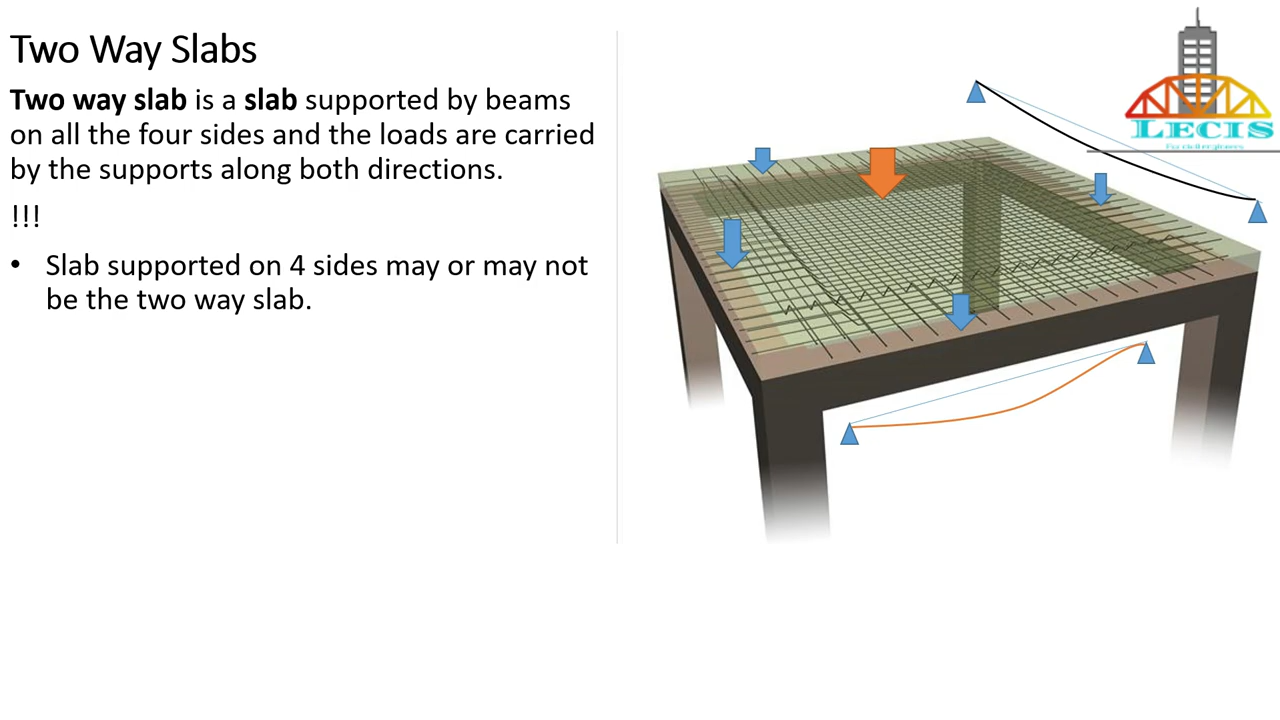 Two Way Slabs
Two way slab is a slab supported by beams
on all the four sides and the loads are carried
by the supports along both directions.
!!!
• Slab supported on 4 sides may or may not
be the two way slab.
LECIS